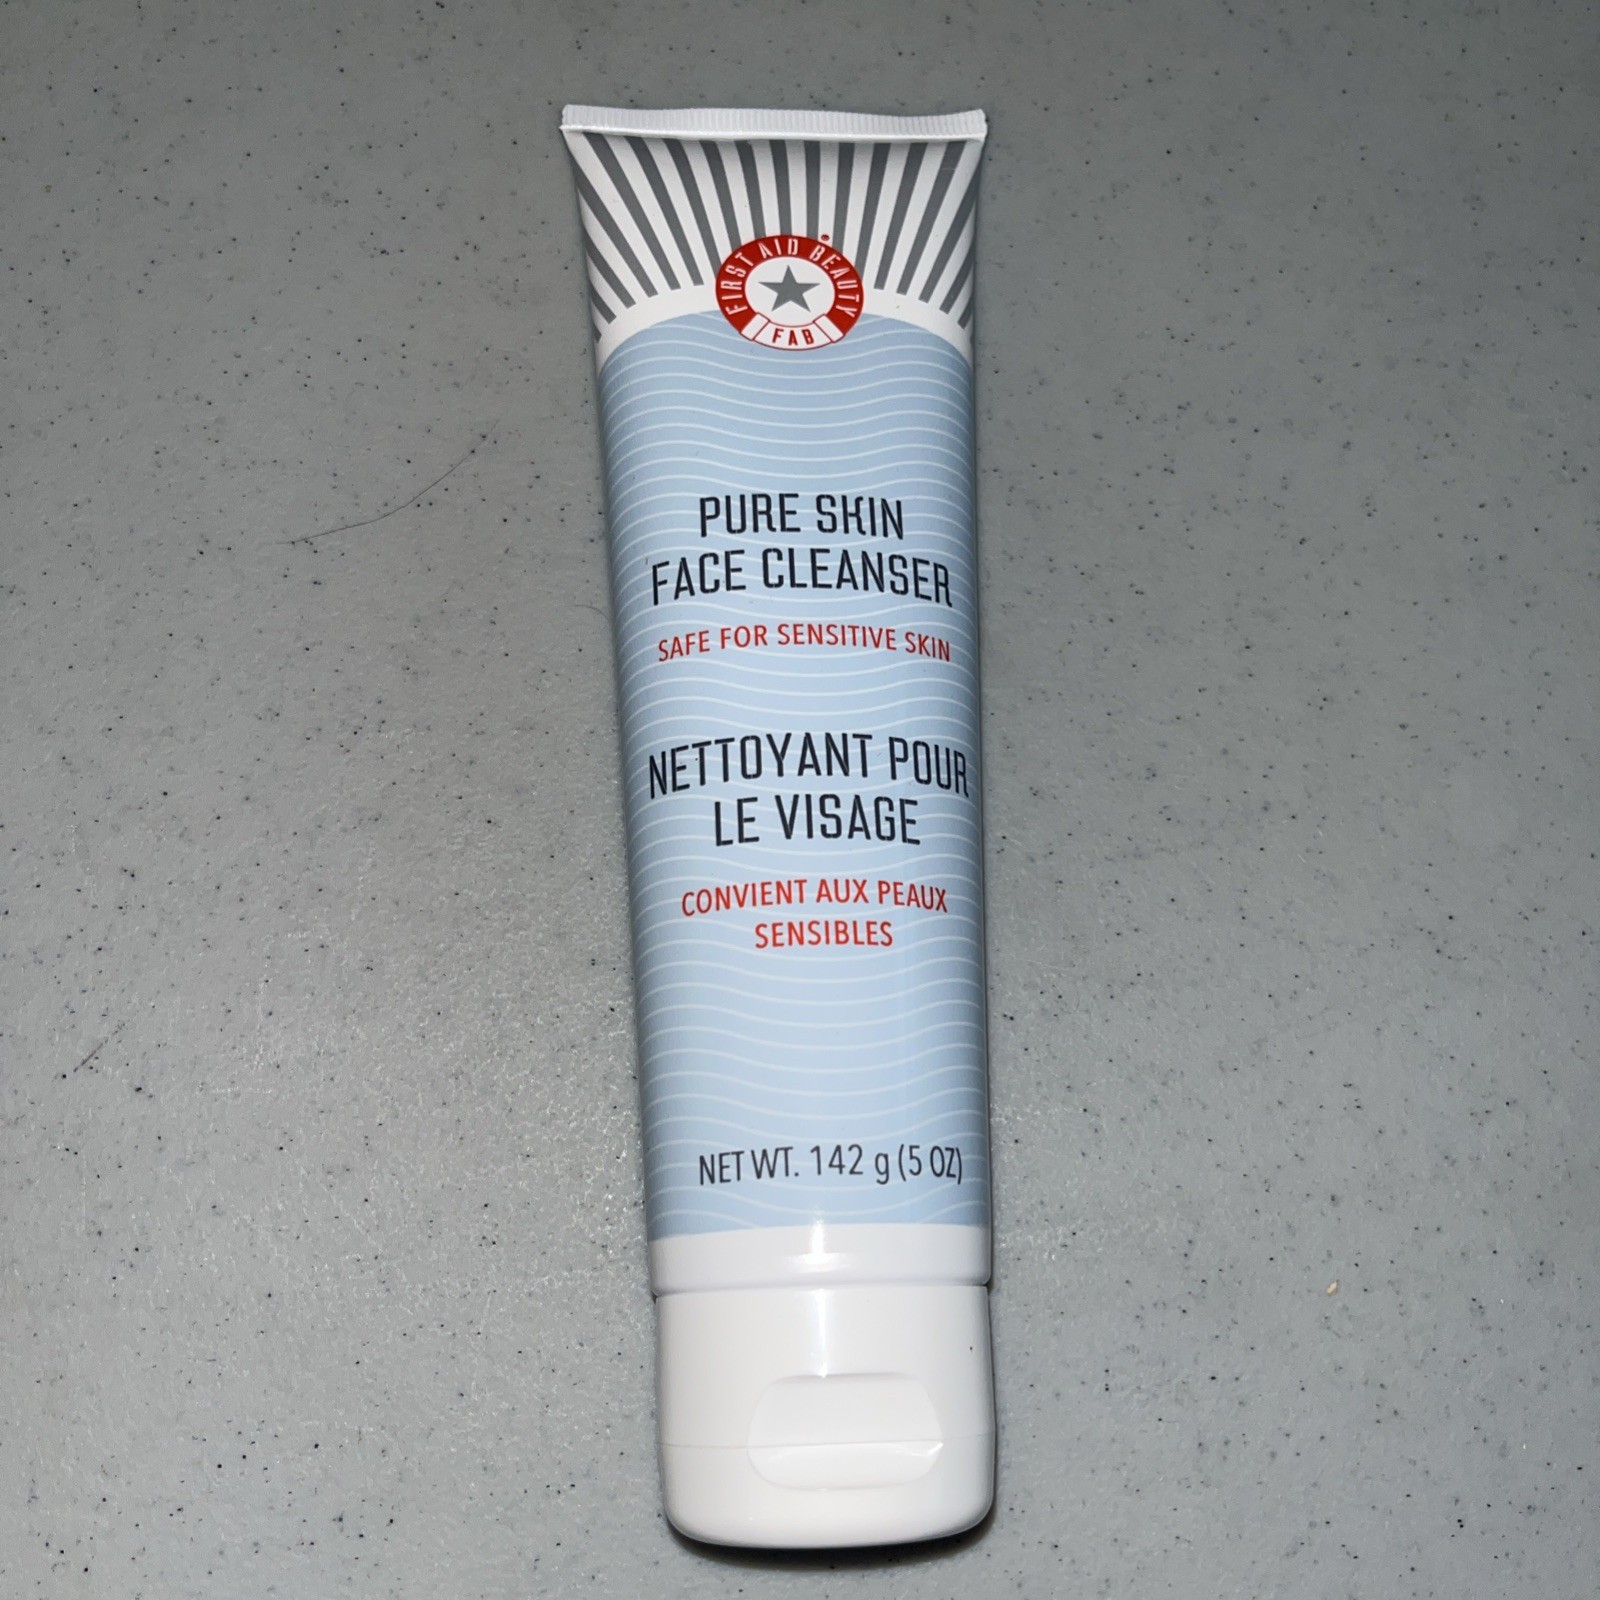 FIRST AID BEAUTY®
FAB
PURE SKIN
FACE CLEANSER
SAFE FOR SENSITIVE SKIN
NETTOYANT POUR
LE VISAGE
CONVIENT AUX PEAUX
SENSIBLES
NET WT. 142 g (5 OZ)